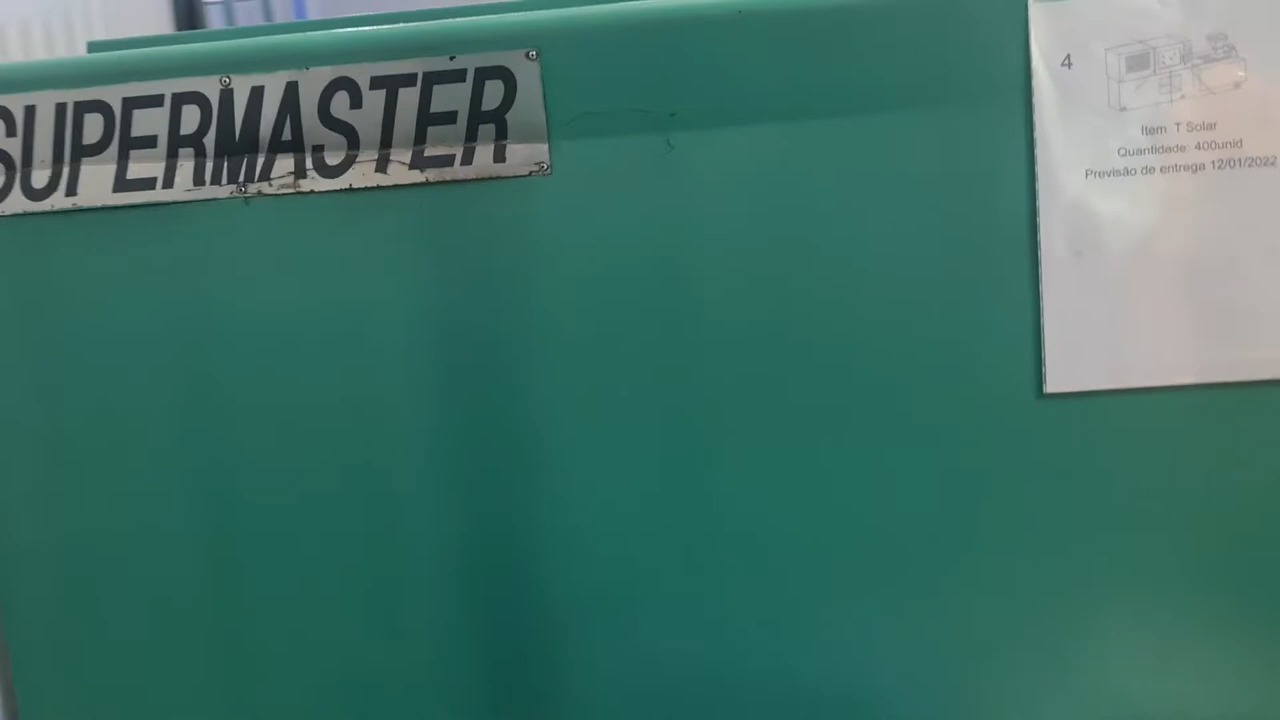 SUPERMASTER
4
Item T Solar
Quantidade: 400unid
Previsão de entrega 12/01/2022